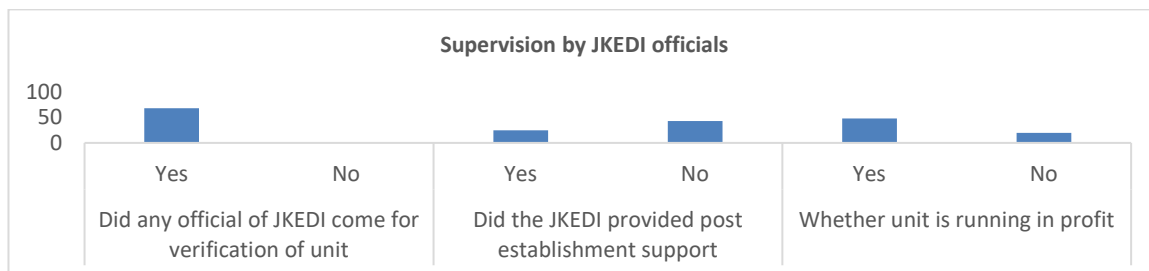 Supervision by JKEDI officials
100
50
0
Yes
No
Yes
No
Yes
No
Did any official of JKEDI come for
verification of unit
Did the JKEDI provided post
establishment support
Whether unit is running in profit